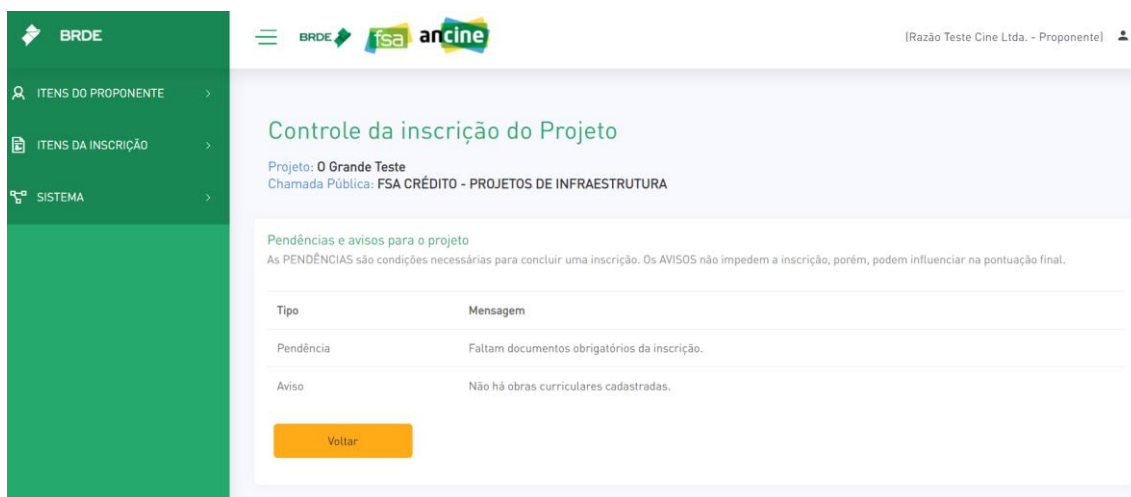 BRDE
BRDE fsa ancine
(Razão Teste Cine Ltda. - Proponente)
ITENS DO PROPONENTE
ITENS DA INSCRIÇÃO
SISTEMA
Controle da inscrição do Projeto
Projeto: O Grande Teste
Chamada Pública: FSA CRÉDITO - PROJETOS DE INFRAESTRUTURA
Pendências e avisos para o projeto
As PENDÊNCIAS são condições necessárias para concluir uma inscrição. Os AVISOS não impedem a inscrição, porém, podem influenciar na pontuação final.
Tipo Mensagem
Pendência Faltam documentos obrigatórios da inscrição.
Aviso Não há obras curriculares cadastradas.
Voltar